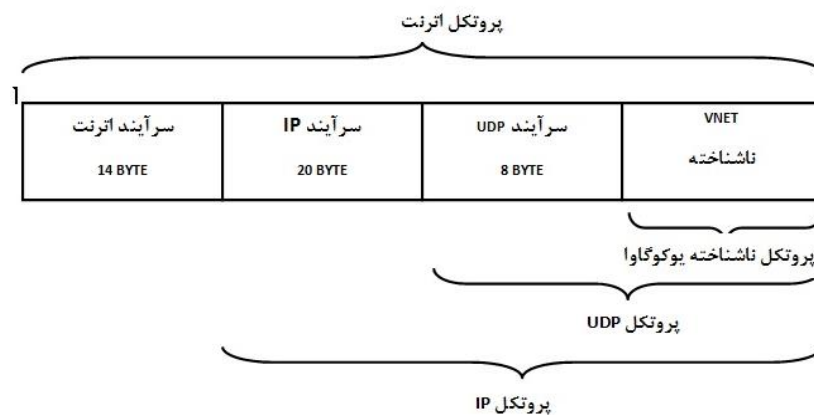 پروتکل اترنت
سرآیند اترنت
14 BYTE
سرآیند IP
20 BYTE
سرآیند UDP
8 BYTE
VNET
ناشناخته
پروتکل ناشناخته یوکوگاوا
پروتکل UDP
پروتکل IP